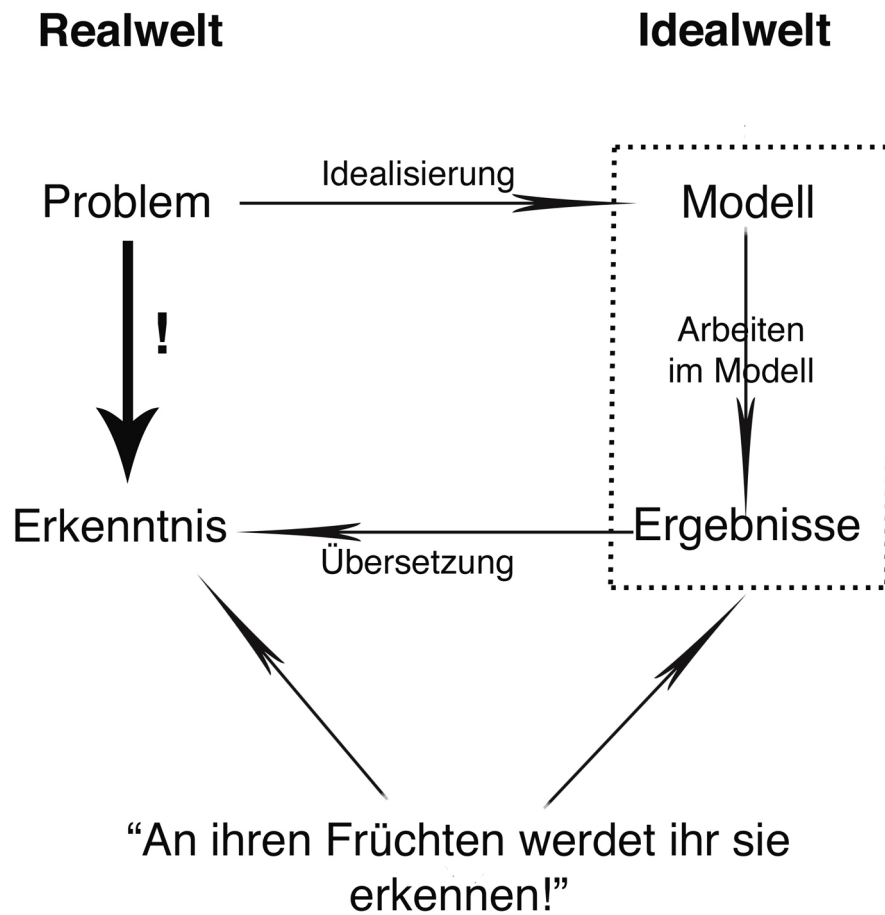 Realwelt
Idealwelt
Idealisierung
Problem
Modell
!
Arbeiten
im Modell
Erkenntnis
Ergebnisse
Übersetzung
“An ihren Früchten werdet ihr sie
erkennen!”